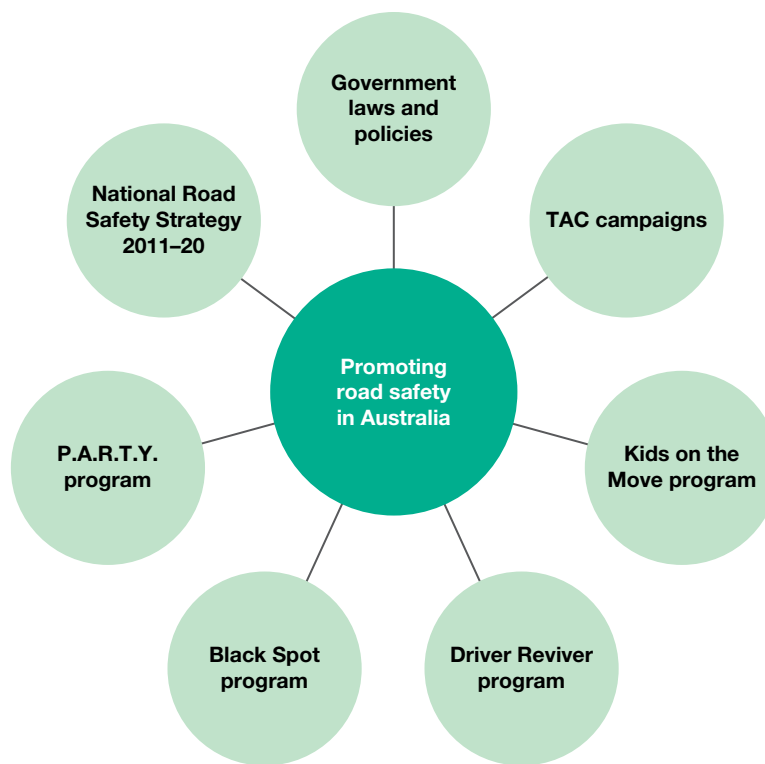 Government
laws and
policies
TAC campaigns
Kids on the
Move program
Driver Reviver
program
Black Spot
program
P.A.R.T.Y.
program
National Road
Safety Strategy
2011–20
Promoting
road safety
in Australia